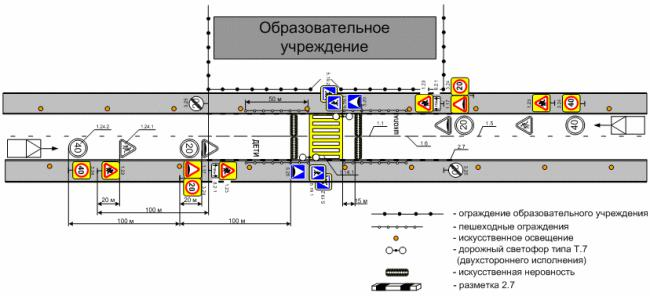 Образовательное
учреждение
50 м
1.24.2
1.24.1
40
20
ДЕТИ
ШКОЛА
1.1
1.6
1.5
2.7
20
40
20
40
40
20
20 м
20 м
15 м
100 м
100 м
100 м
- ограждение образовательного учреждения
- пешеходные ограждения
- искусственное освещение
- дорожный светофор типа Т.7
(двухстороннего исполнения)
- искусственная неровность
- разметка 2.7